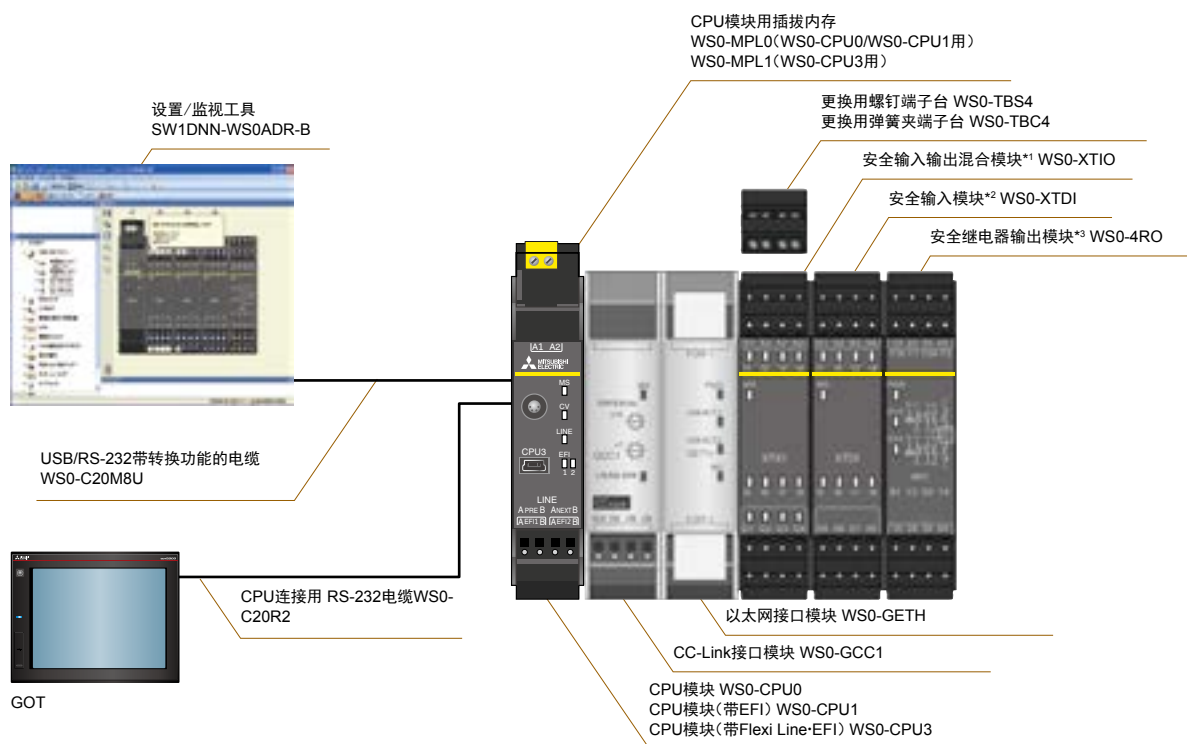 CPU模块用插拔内存
WS0-MPL0(WS0-CPU0/WS0-CPU1用)
WS0-MPL1(WS0-CPU3用)
设置/监视工具
SW1DNN-WS0ADR-B
更换用螺钉端子台 WS0-TBS4
更换用弹簧夹端子台 WS0-TBC4
安全输入输出混合模块*1 WS0-XTIO
安全输入模块*2 WS0-XTDI
安全继电器输出模块*3 WS0-4RO
A1 A2
MITSUBISHI
ELECTRIC
MS
CV
LINE
CPU3
EFI
1 2
LINE
A PRE B ANEXT B
A EFI1 B A EFI2 B
USB/RS-232带转换功能的电缆
WS0-C20M8U
CPU连接用 RS-232电缆WS0-
C20R2
GOT
以太网接口模块 WS0-GETH
CC-Link接口模块 WS0-GCC1
CPU模块 WS0-CPU0
CPU模块(带EFI) WS0-CPU1
CPU模块(带Flexi Line·EFI) WS0-CPU3